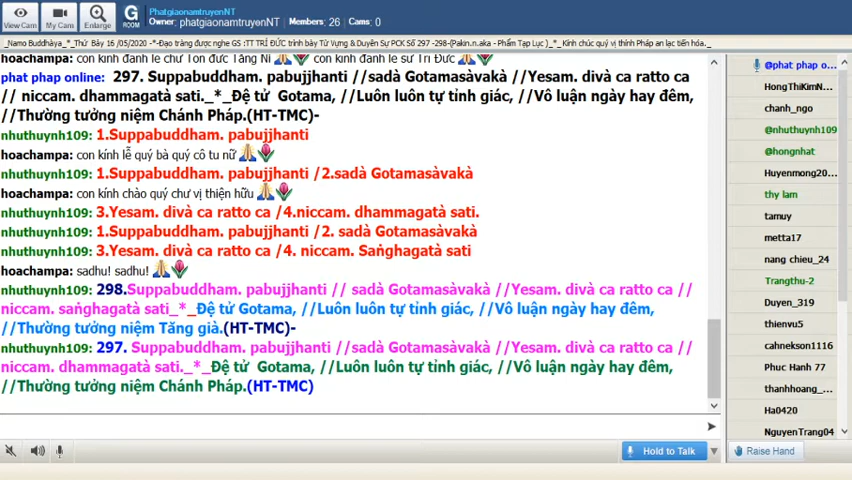 PhatgiaonamtruyenNT
Owner: phatgiaonamtruyenNT
Members: 26 Cams: 0
View Cam
My Cam
Enlarge
G
ROOM
_Namo Buddhàya_*_Thứ Bảy 16 /05/2020 -*-Đạo tràng được nghe GS :TT TRÍ ĐỨC trình bày Từ Vựng &Duyên Sự PCK Số 297 -298-(Pakin.n.aka - Phẩm Tạp Lục )_*_ Kính chúc quý vị thính Pháp an lạc tiến hóa._
hoachampa: con kính đảnh lễ chư Tôn đức Tăng Ni con kính đảnh lễ sư Trí Đức
phat phap online: 297. Suppabuddham. pabujjhanti //sadà Gotamasàvakà //Yesam. divà ca ratto ca
// niccam. dhammagatà sati._*_Đệ tử Gotama, //Luôn luôn tự tỉnh giác, //Vô luận ngày hay đêm,
//Thường tưởng niệm Chánh Pháp.(HT-TMC)-
nhuthuynh109: 1.Suppabuddham. pabujjhanti
hoachampa: con kính lễ quý bà quý cô tu nữ
nhuthuynh109: 1.Suppabuddham. pabujjhanti /2.sadà Gotamasàvakà
hoachampa: con kính chào quý chư vị thiện hữu
nhuthuynh109: 3.Yesam. divà ca ratto ca /4.niccam. dhammagatà sati.
nhuthuynh109: 1.Suppabuddham. pabujjhanti /2. sadà Gotamasàvakà
nhuthuynh109: 3.Yesam. divà ca ratto ca /4. niccam. Saṅghagatà sati
hoachampa: sadhu! sadhu!
nhuthuynh109: 298.Suppabuddham. pabujjhanti // sadà Gotamasàvakà //Yesam. divà ca ratto ca //
niccam. saṅghagatà sati_*_Đệ tử Gotama, //Luôn luôn tự tỉnh giác, //Vô luận ngày hay đêm,
//Thường tưởng niệm Tăng già.(HT-TMC)-
nhuthuynh109: 297. Suppabuddham. pabujjhanti //sadà Gotamasàvakà //Yesam. divà ca ratto ca //
niccam. dhammagatà sati._*_Đệ tử Gotama, //Luôn luôn tự tỉnh giác, //Vô luận ngày hay đêm,
//Thường tưởng niệm Chánh Pháp.(HT-TMC)
@phat phap o...
HongThiKimN...
chanh_ngo
@nhuthuynh109
@hongnhat
Huyenmong20...
thy lam
tamuy
metta17
nang chieu_24
Trangthu-2
Duyen_319
thienvu5
cahnekson1116
Phuc Hanh 77
thanhhoang_...
Ha0420
NguyenTrang04
Hold to Talk
Raise Hand